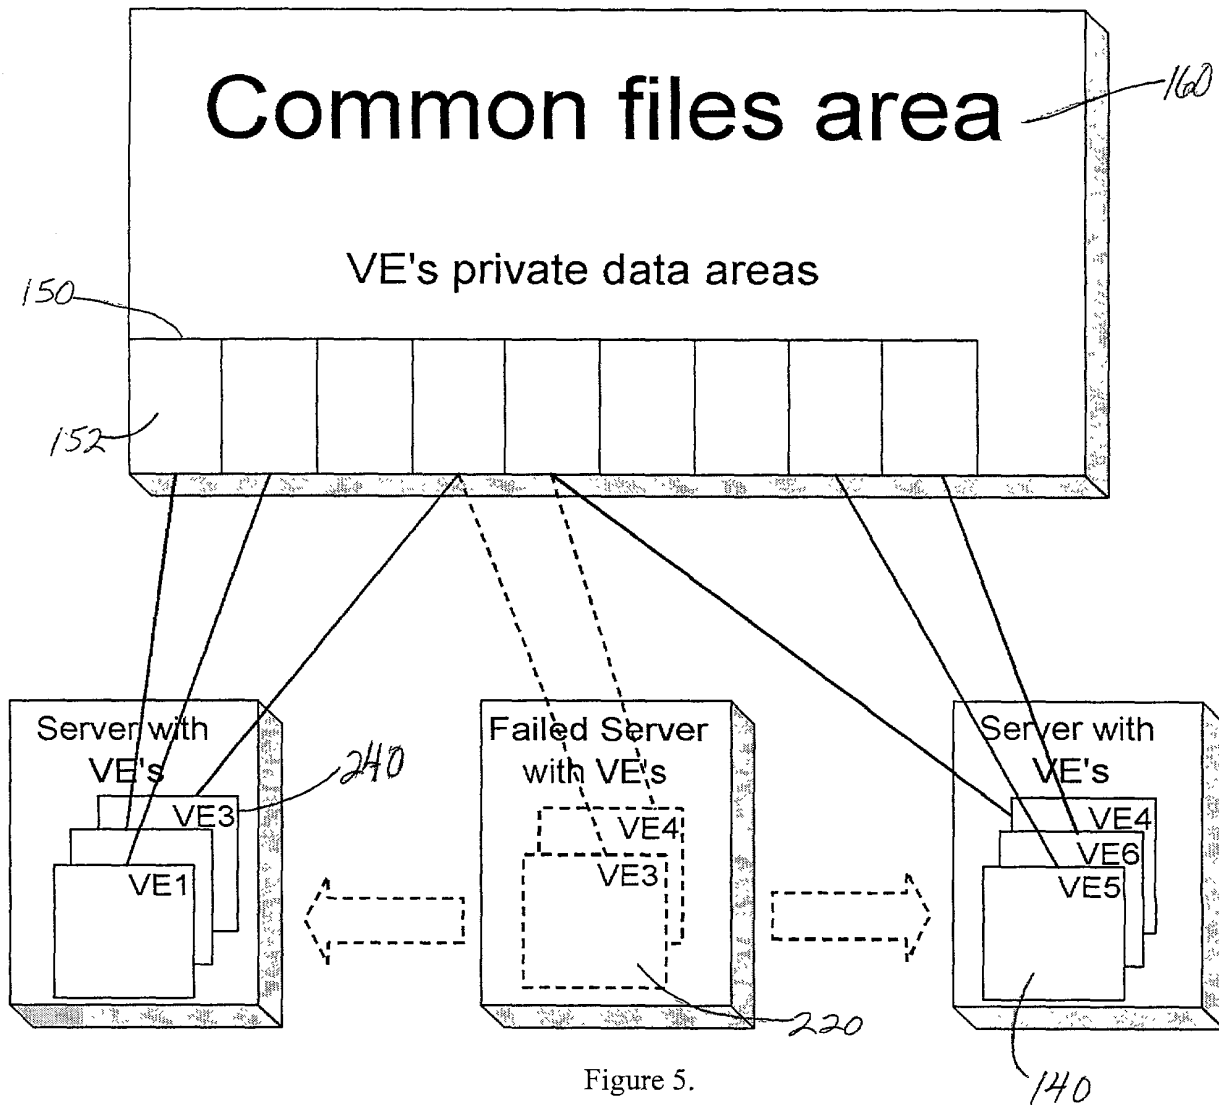 Common files area
160
VE's private data areas
150
152
Server with
VE's
240
VE3
VE1
Failed Server
with VE's
VE4
VE3
220
Server with
VE's
VE4
VE6
VE5
140
Figure 5.